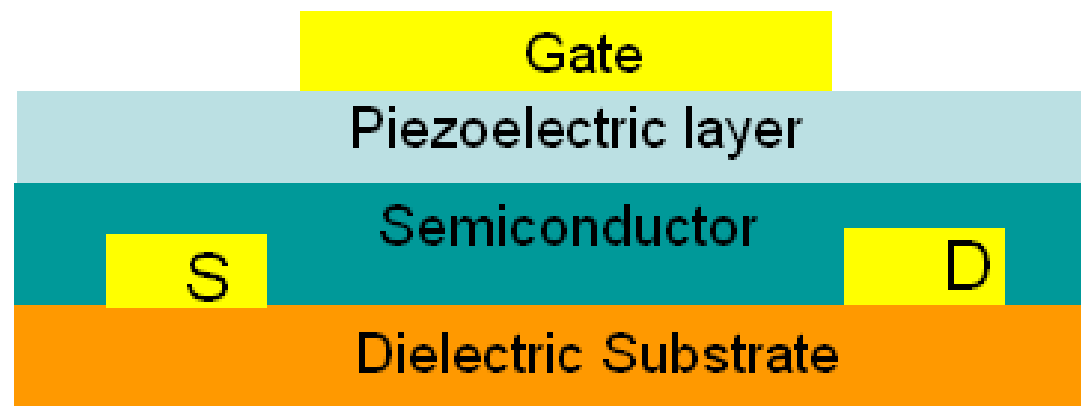 Gate
Piezoelectric layer
Semiconductor
S
D
Dielectric Substrate